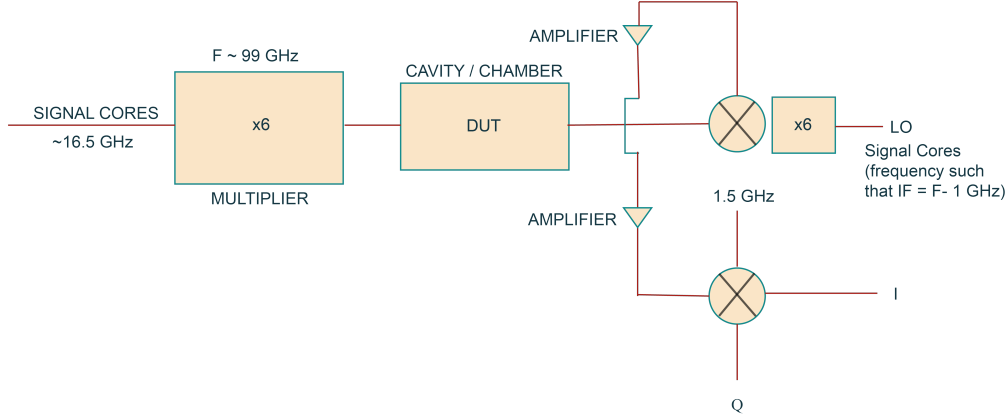 AMPLIFIER
F ~ 99 GHz
CAVITY / CHAMBER
SIGNAL CORES
~16.5 GHz
x6
DUT
x6
LO
Signal Cores
(frequency such
that IF = F- 1 GHz)
MULTIPLIER
1.5 GHz
AMPLIFIER
I
Q